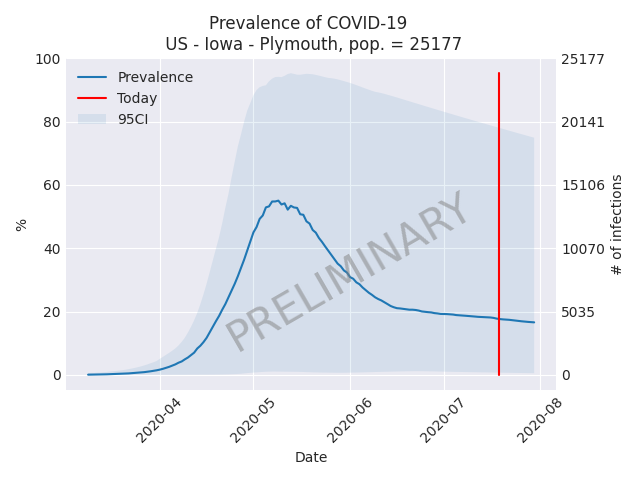 Prevalence of COVID-19
US - Iowa - Plymouth, pop. = 25177
100
80
60
40
20
0
%
25177
20141
15106
10070
5035
0
# of infections
Prevalence
Today
95CI
PRELIMINARY
2020-04
2020-05
2020-06
2020-07
2020-08
Date